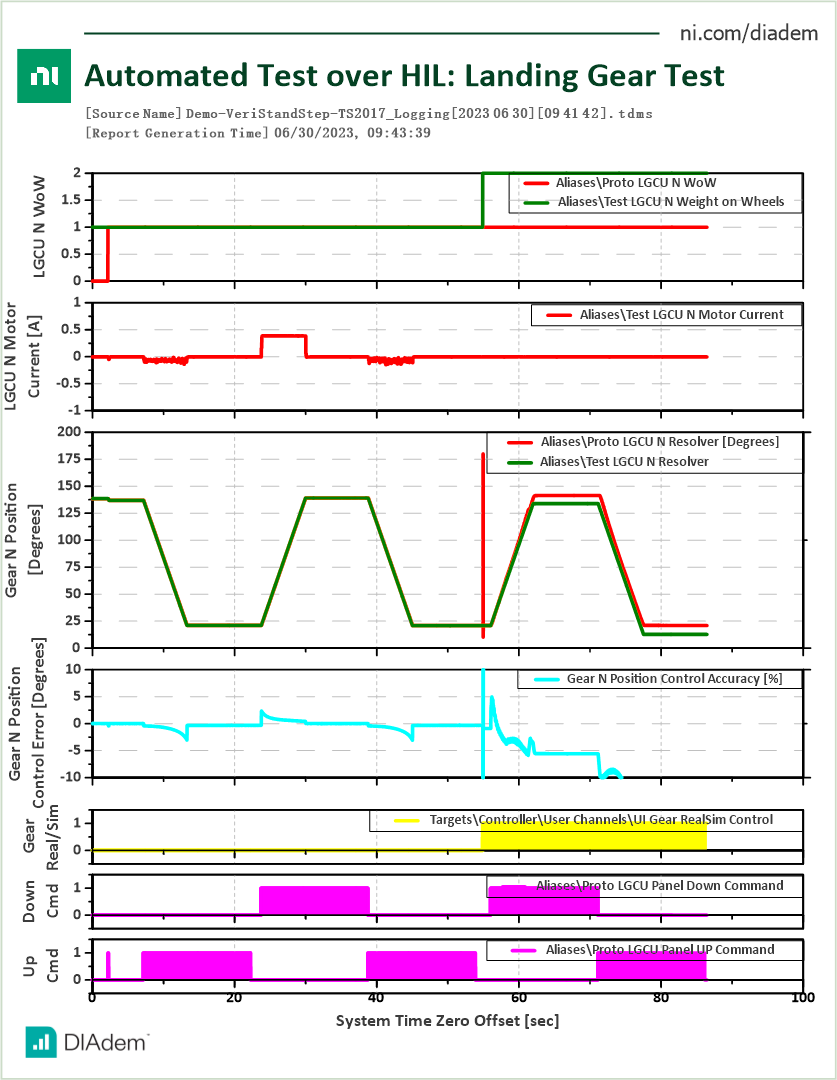 ni.com/diadem
ni
Automated Test over HIL: Landing Gear Test
[Source Name] Demo-VeriStandStep-TS2017_Logging[2023 06 30][09 41 42].tdms
[Report Generation Time] 06/30/2023, 09:43:39
LGCU N WoW
2
1.5
1
0.5
0
Aliases\Proto LGCU N WoW
Aliases\Test LGCU N Weight on Wheels
LGCU N Motor
Current [A]
1
0.5
0
-0.5
-1
Aliases\Test LGCU N Motor Current
Gear N Position
[Degrees]
200
175
150
125
100
75
50
25
0
Aliases\Proto LGCU N Resolver [Degrees]
Aliases\Test LGCU N Resolver
Gear N Position
Control Error [Degrees]
10
5
0
-5
-10
Gear N Position Control Accuracy [%]
Gear
Real/Sim
1
0
Targets\Controller\User Channels\UI Gear RealSim Control
Down
Cmd
1
0
Aliases\Proto LGCU Panel Down Command
Up
Cmd
1
0
Aliases\Proto LGCU Panel UP Command
0 20 40 60 80 100
System Time Zero Offset [sec]
DIAdem™